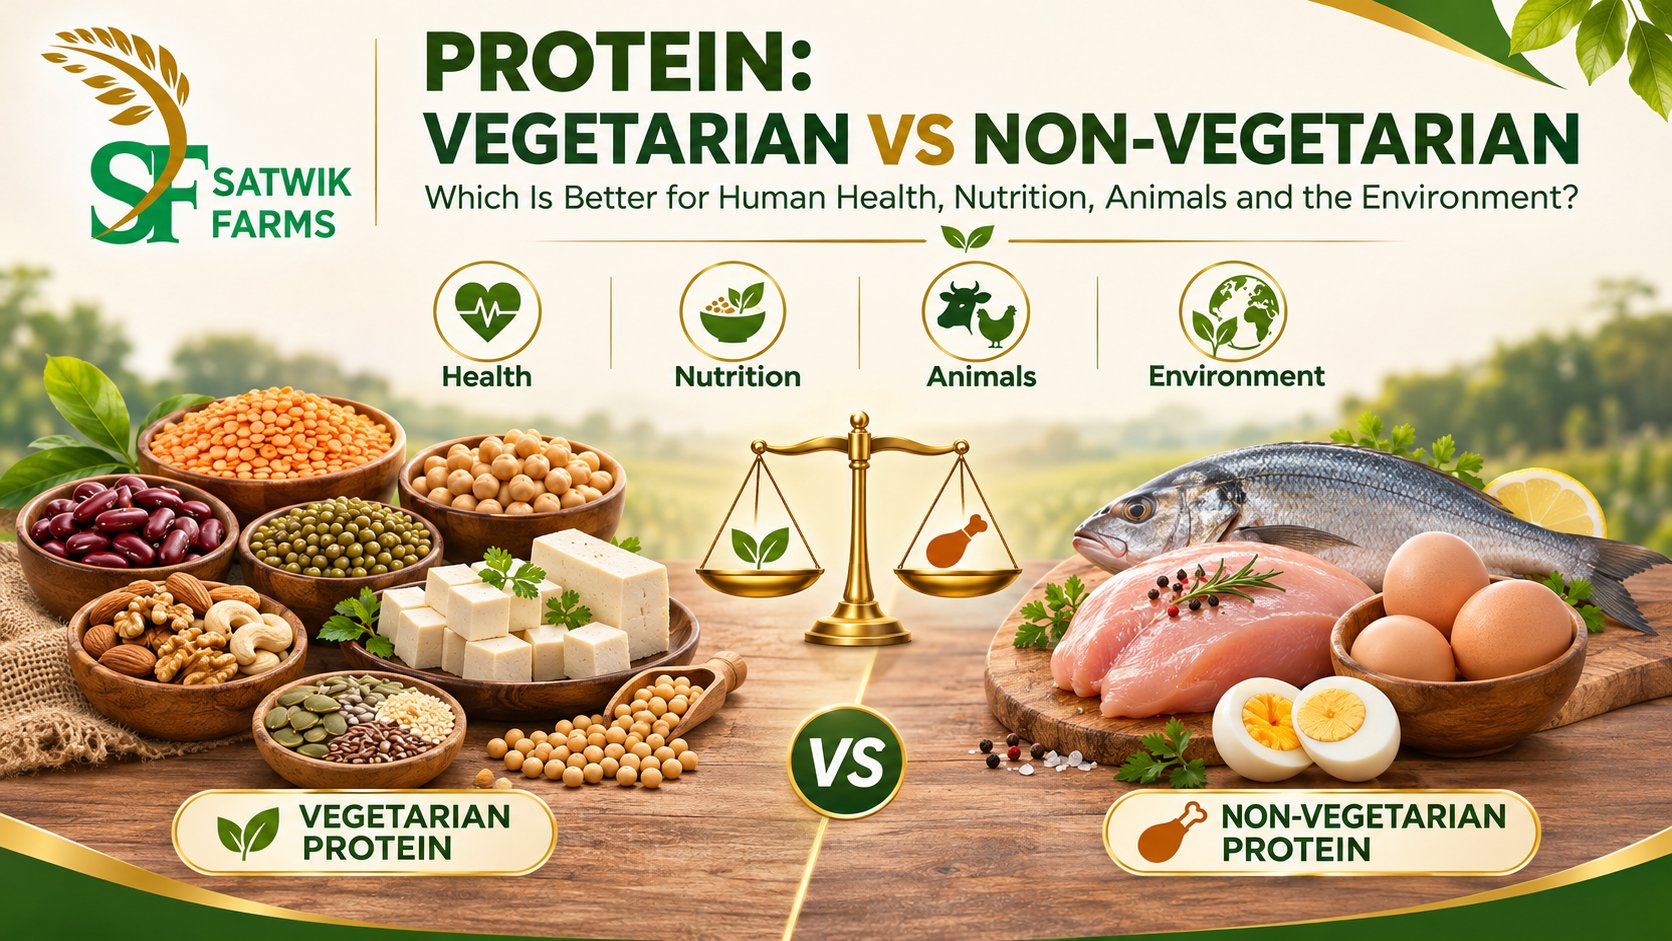 SF SATWIK
FARMS
PROTEIN:
VEGETARIAN VS NON-VEGETARIAN
Which Is Better for Human Health, Nutrition, Animals and the Environment?
Health
Nutrition
Animals
Environment
VS
VEGETARIAN
PROTEIN
NON-VEGETARIAN
PROTEIN